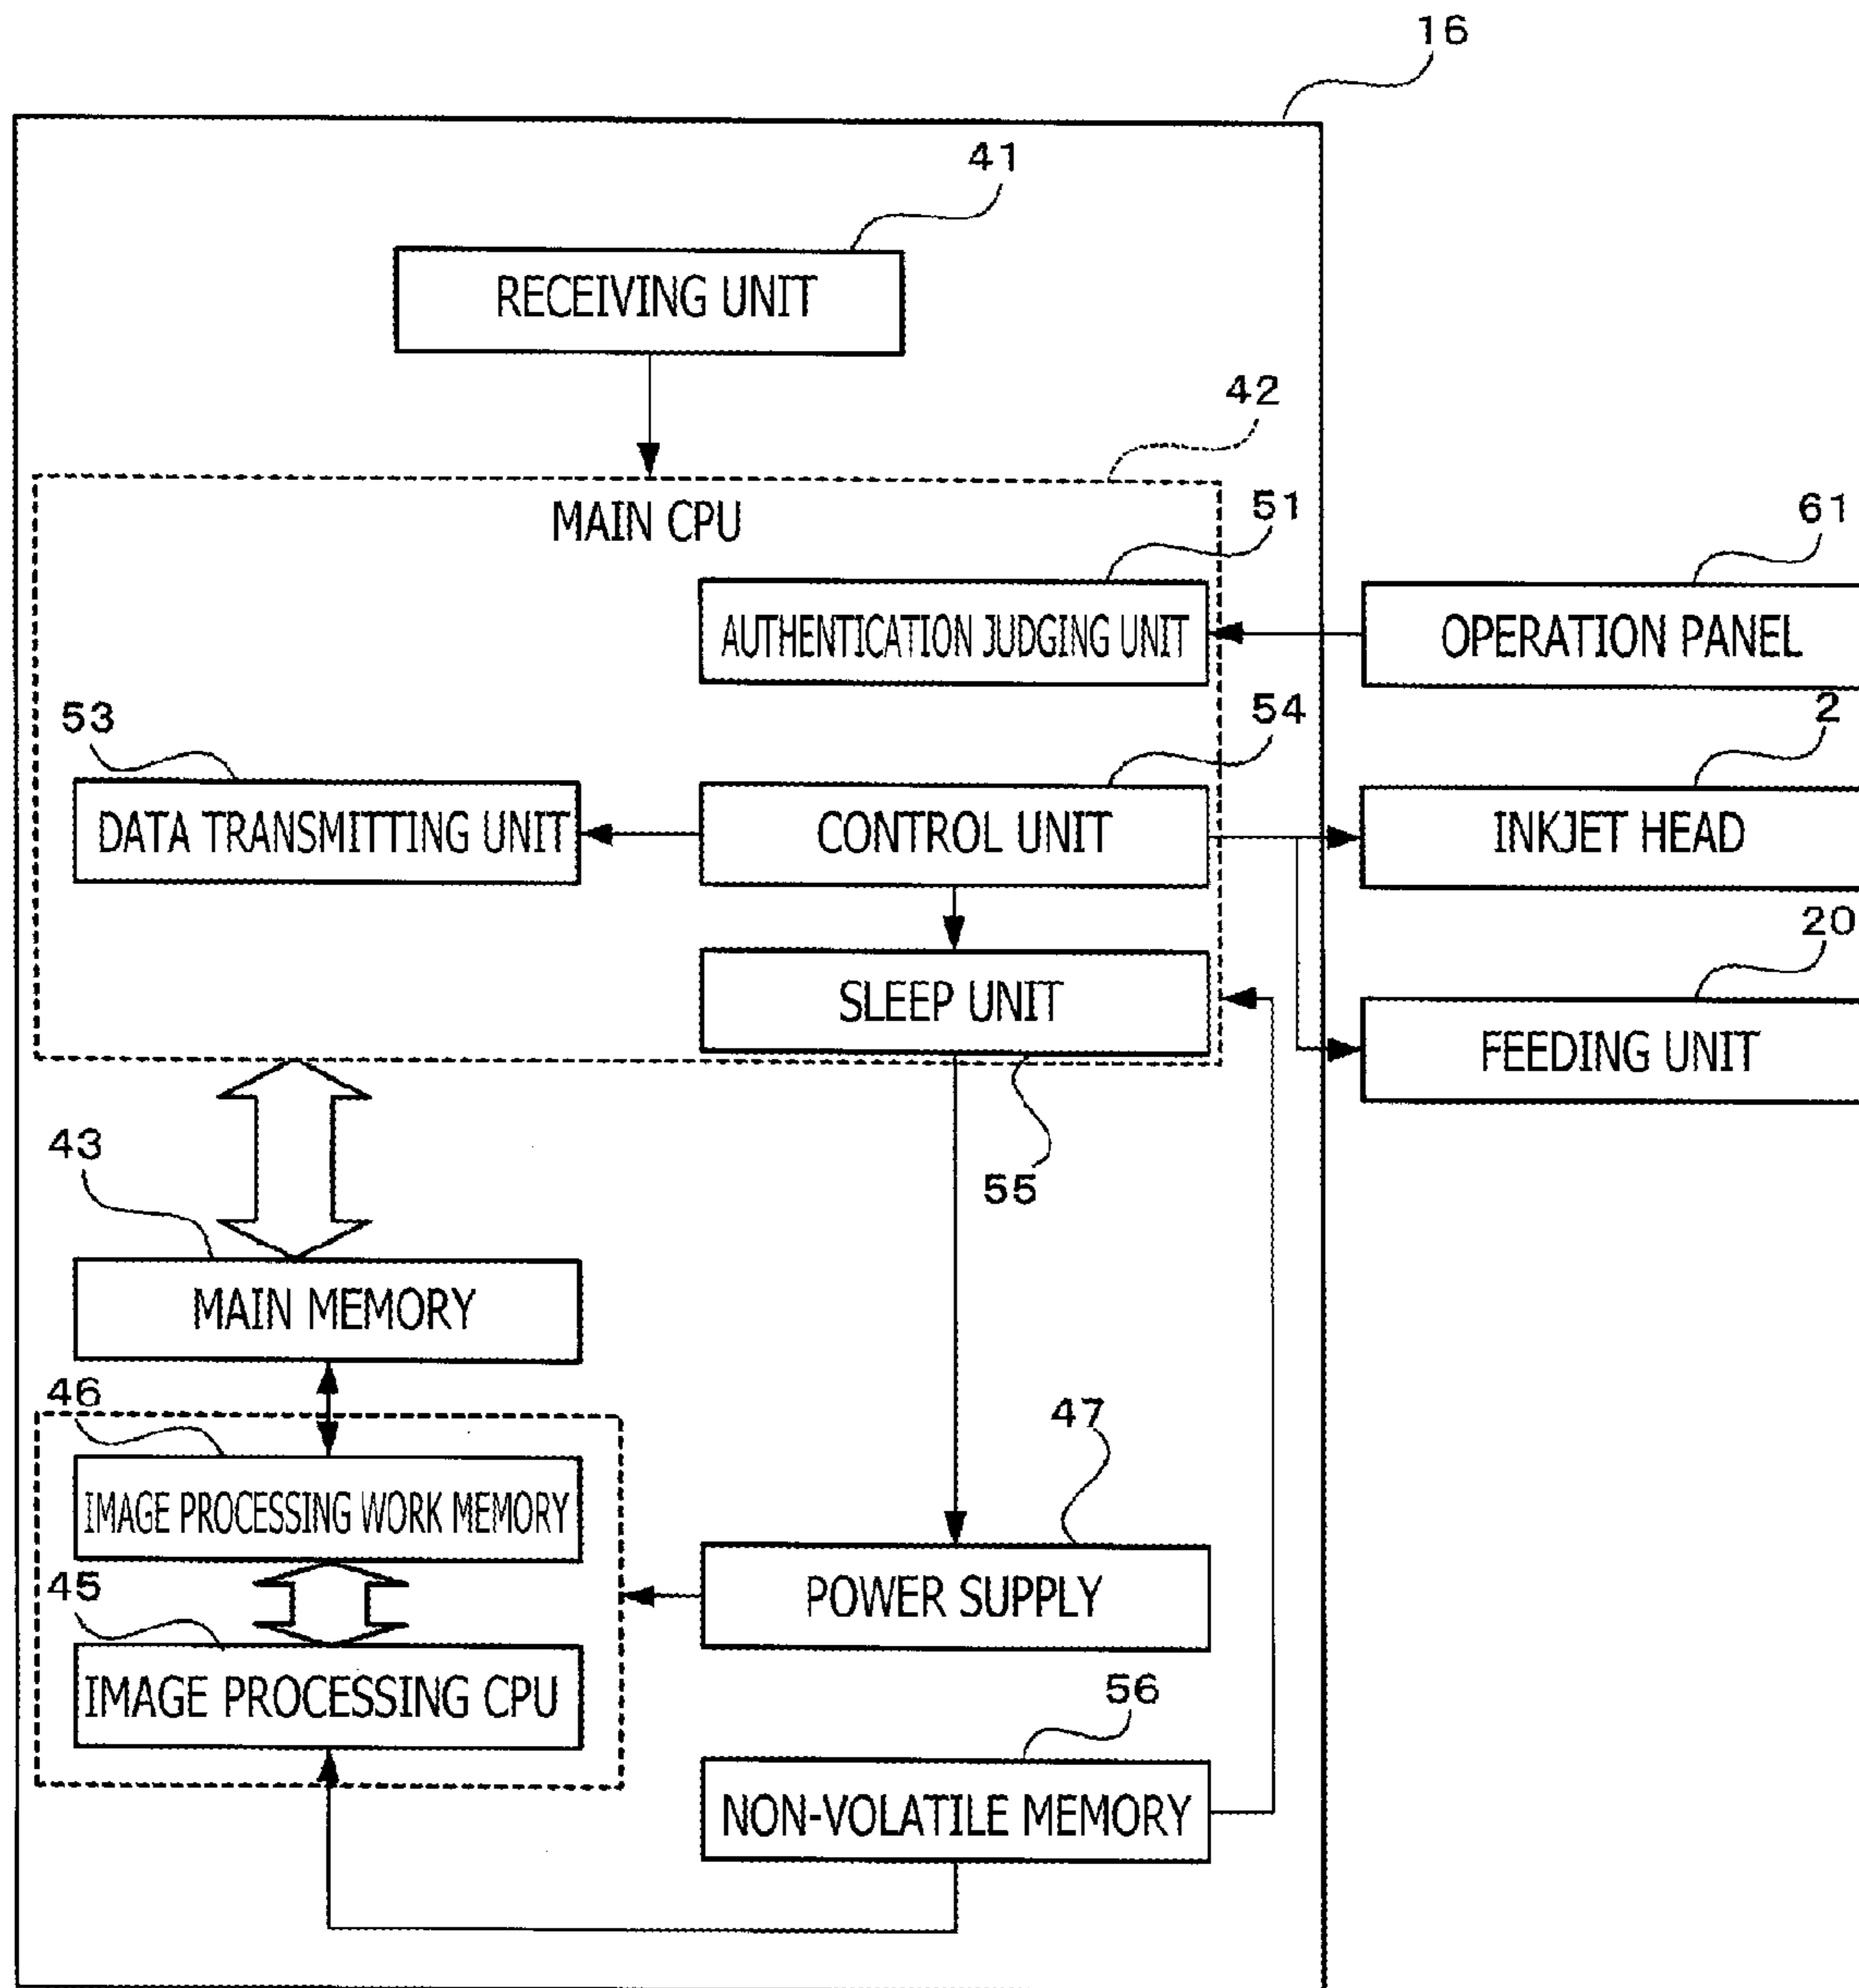 16
41
RECEIVING UNIT
42
MAIN CPU
51
61
AUTHENTICATION JUDGING UNIT
OPERATION PANEL
53
54
2
DATA TRANSMITTING UNIT
CONTROL UNIT
INKJET HEAD
20
SLEEP UNIT
FEEDING UNIT
43
55
MAIN MEMORY
46
47
IMAGE PROCESSING WORK MEMORY
45
POWER SUPPLY
IMAGE PROCESSING CPU
56
NON-VOLATILE MEMORY